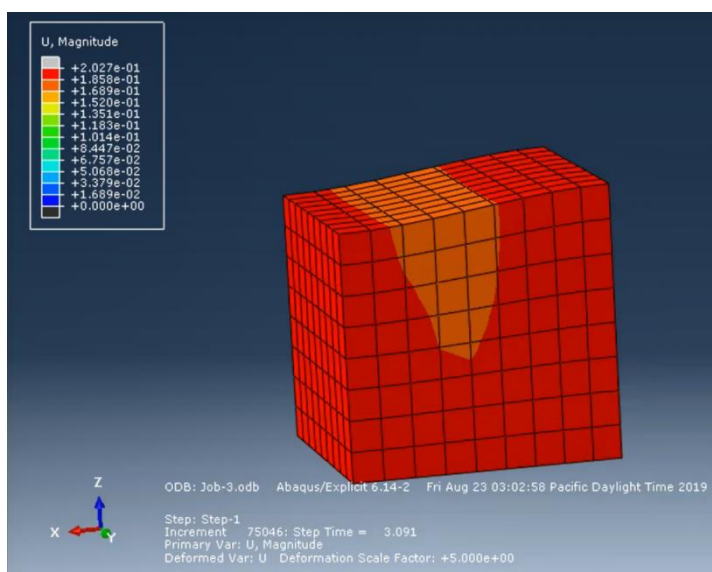 U, Magnitude
+2.027e-01
+1.858e-01
+1.689e-01
+1.520e-01
+1.351e-01
+1.183e-01
+1.014e-01
+8.447e-02
+6.757e-02
+5.068e-02
+3.379e-02
+1.689e-02
+0.000e+00
Z
X
Y
ODB: Job-3.odb Abaqus/Explicit 6.14-2 Fri Aug 23 03:02:58 Pacific Daylight Time 2019
Step: Step-1
Increment 75046: Step Time = 3.091
Primary Var: U, Magnitude
Deformed Var: U Deformation Scale Factor: +5.000e+00